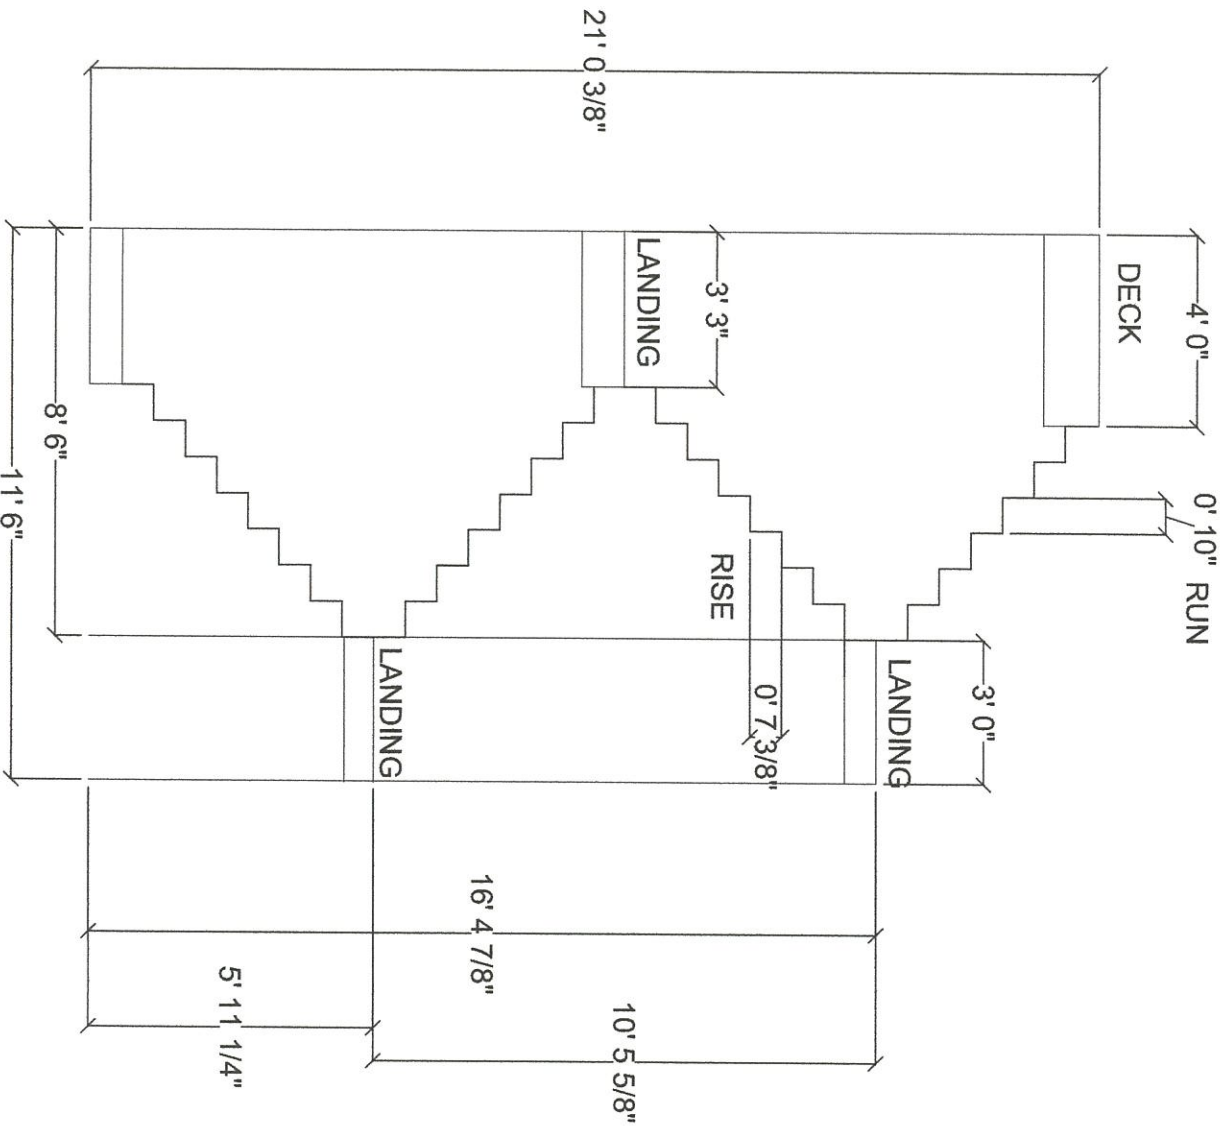 4' 0"
0' 10" RUN
DECK
3' 0"
LANDING
3' 3"
LANDING
RISE
0' 7 3/8"
21' 0 3/8"
LANDING
10' 5 5/8"
16' 4 7/8"
5' 11 1/4"
8' 6"
11' 6"